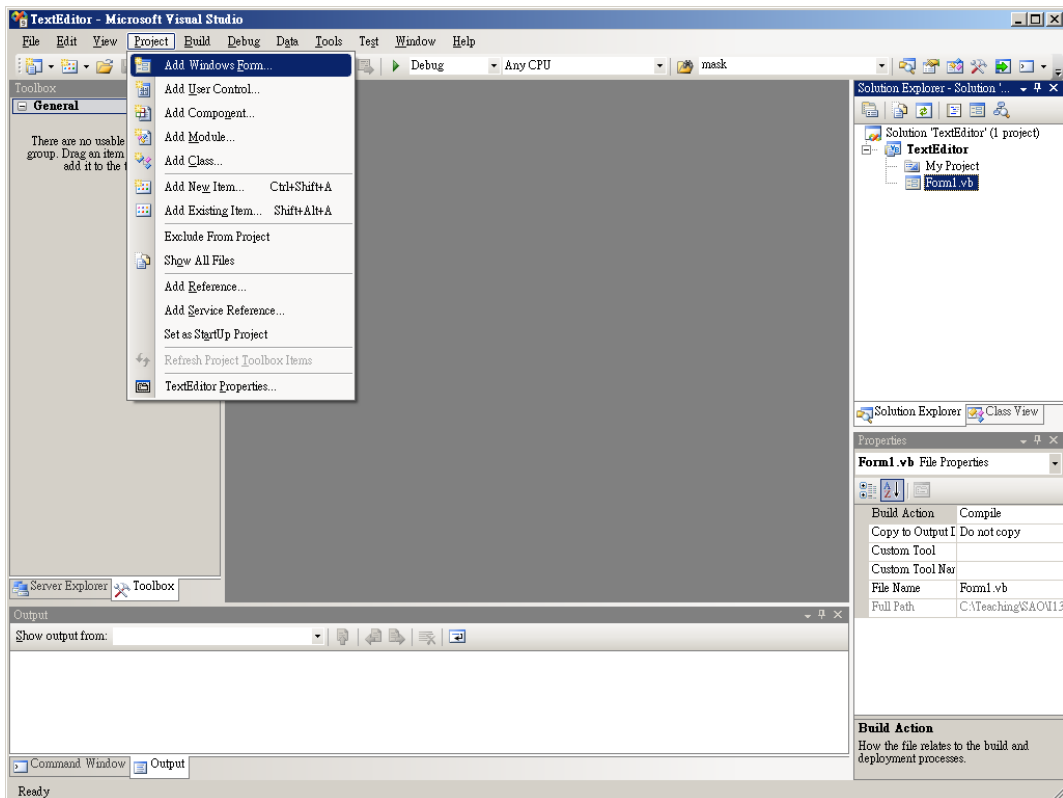 TextEditor - Microsoft Visual Studio
File Edit View Project Build Debug Data Tools Test Window Help
Debug Any CPU mask
Toolbox
General
There are no usable
group. Drag an item
add it to the t
Add Windows Form...
Add User Control...
Add Component...
Add Module...
Add Class...
Add New Item... Ctrl+Shift+A
Add Existing Item... Shift+Alt+A
Exclude From Project
Show All Files
Add Reference...
Add Service Reference...
Set as StartUp Project
Refresh Project Toolbox Items
TextEditor Properties...
Server Explorer Toolbox
Solution Explorer - Solution '...
Solution 'TextEditor' (1 project)
TextEditor
My Project
Form1.vb
Solution Explorer Class View
Properties
Form1.vb File Properties
Build Action Compile
Copy to Output D Do not copy
Custom Tool
Custom Tool Nar
File Name Form1.vb
Full Path C:\Teaching\SAO\I13
Build Action
How the file relates to the build and
deployment processes.
Output
Show output from:
Command Window Output
Ready